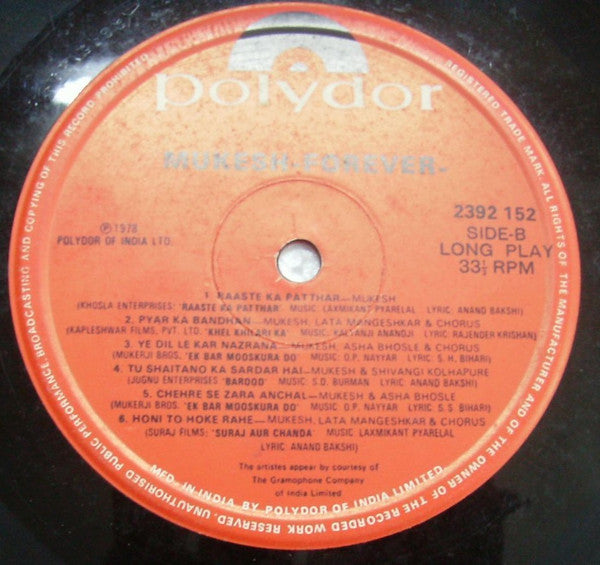 polydor
MUKESH-FOREVER-
℗1978
POLYDOR OF INDIA LTD.
2392 152
SIDE-B
LONG PLAY
33⅓ RPM
1. RAASTE KA PATTHAR—MUKESH
(KHOSLA ENTERPRISES: 'RAASTE KA PATTHAR' MUSIC: LAXMIKANT PYARELAL LYRIC: ANAND BAKSHI)
2. PYAR KA BANDHAN—MUKESH, LATA MANGESHKAR & CHORUS
(KAPLESHWAR FILMS, PVT. LTD. 'KHEL KHILARI KA' MUSIC: KALYANJI ANANDJI LYRIC: RAJENDER KRISHAN)
3. YE DIL LE KAR NAZRANA—MUKESH, ASHA BHOSLE & CHORUS
(MUKERJI BROS. 'EK BAR MOOSKURA DO' MUSIC: O.P. NAYYAR LYRIC: S. H. BIHARI)
4. TU SHAITANO KA SARDAR HAI—MUKESH & SHIVANGI KOLHAPURE
(JUGNU ENTERPRISES 'BAROOD' MUSIC: S.D. BURMAN LYRIC: ANAND BAKSHI)
5. CHEHRE SE ZARA ANCHAL—MUKESH & ASHA BHOSLE
(MUKERJI BROS: 'EK BAR MOOSKURA DO' MUSIC: O.P. NAYYAR LYRIC: S.S BIHARI)
6. HONI TO HOKE RAHE—MUKESH, LATA MANGESHKAR & CHORUS
(SURAJ FILMS: 'SURAJ AUR CHANDA' MUSIC: LAXMIKANT PYARELAL
LYRIC: ANAND BAKSHI)
The artistes appear by courtesy of
The Gramophone Company
of India Limited
MFD. IN INDIA BY POLYDOR OF INDIA LIMITED
REGISTERED TRADE MARK. ALL RIGHTS OF THE MANUFACTURER AND OF THE OWNER OF THE RECORDED WORK RESERVED. UNAUTHORISED PUBLIC PERFORMANCE BROADCASTING AND COPYING OF THIS RECORD PROHIBITED